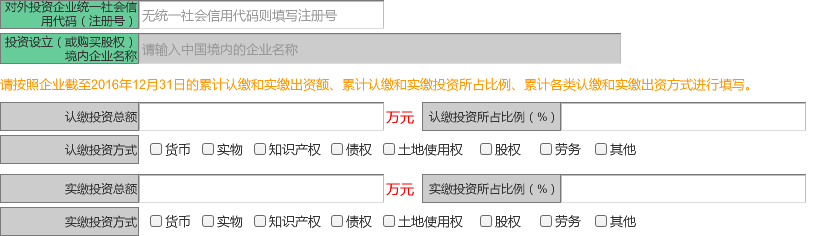 对外投资企业统一社会信用代码（注册号） 无统一社会信用代码则填写注册号
投资设立（或购买股权）境内企业名称 请输入中国境内的企业名称
请按照企业截至2016年12月31日的累计认缴和实缴出资额、累计认缴和实缴投资所占比例、累计各类认缴和实缴出资方式进行填写。
认缴投资总额 万元 认缴投资所占比例（%）
认缴投资方式 货币 实物 知识产权 债权 土地使用权 股权 劳务 其他
实缴投资总额 万元 实缴投资所占比例（%）
实缴投资方式 货币 实物 知识产权 债权 土地使用权 股权 劳务 其他